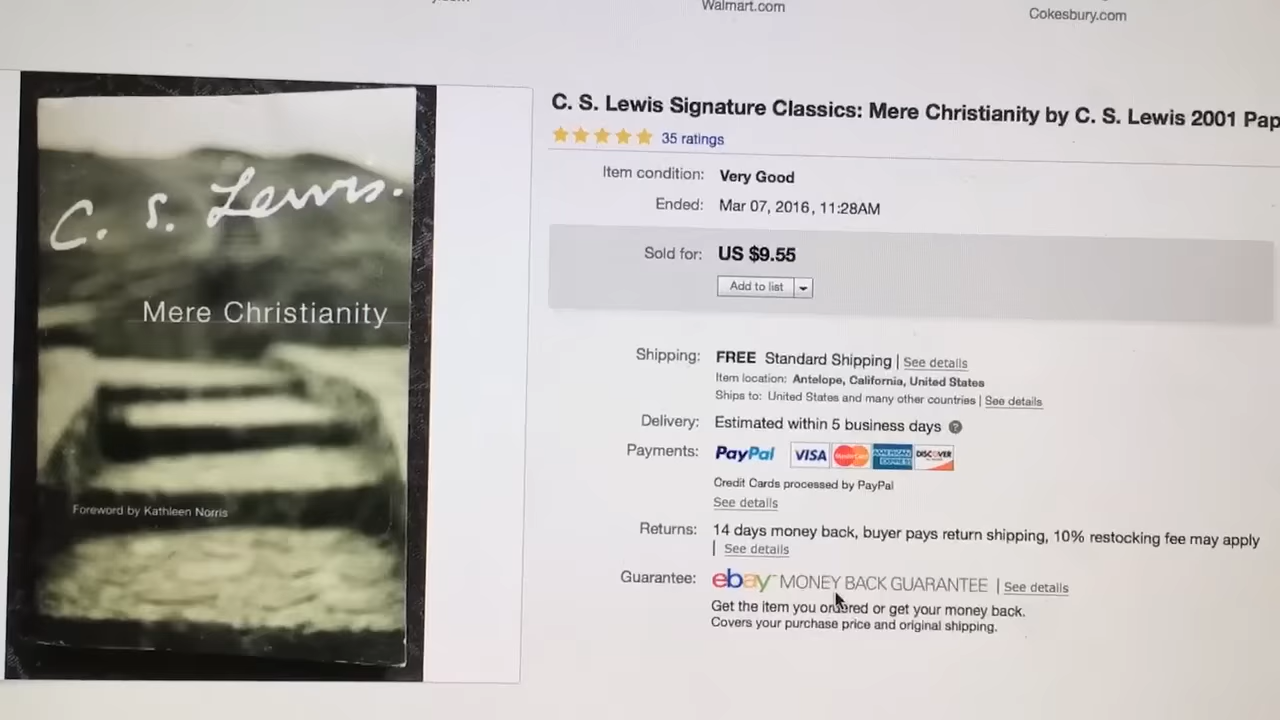 Walmart.com
Cokesbury.com
C. S. Lewis Signature Classics: Mere Christianity by C. S. Lewis 2001 Pap
35 ratings
Item condition: Very Good
Ended: Mar 07, 2016, 11:28AM
Sold for: US $9.55
Add to list
Shipping: FREE Standard Shipping | See details
Item location: Antelope, California, United States
Ships to: United States and many other countries | See details
Delivery: Estimated within 5 business days ?
Payments: PayPal VISA MasterCard AMERICAN EXPRESS DISCOVER
Credit Cards processed by PayPal
See details
Returns: 14 days money back, buyer pays return shipping, 10% restocking fee may apply
| See details
Guarantee: ebay MONEY BACK GUARANTEE | See details
Get the item you ordered or get your money back.
Covers your purchase price and original shipping.
C. S. Lewis.
Mere Christianity
Foreword by Kathleen Norris